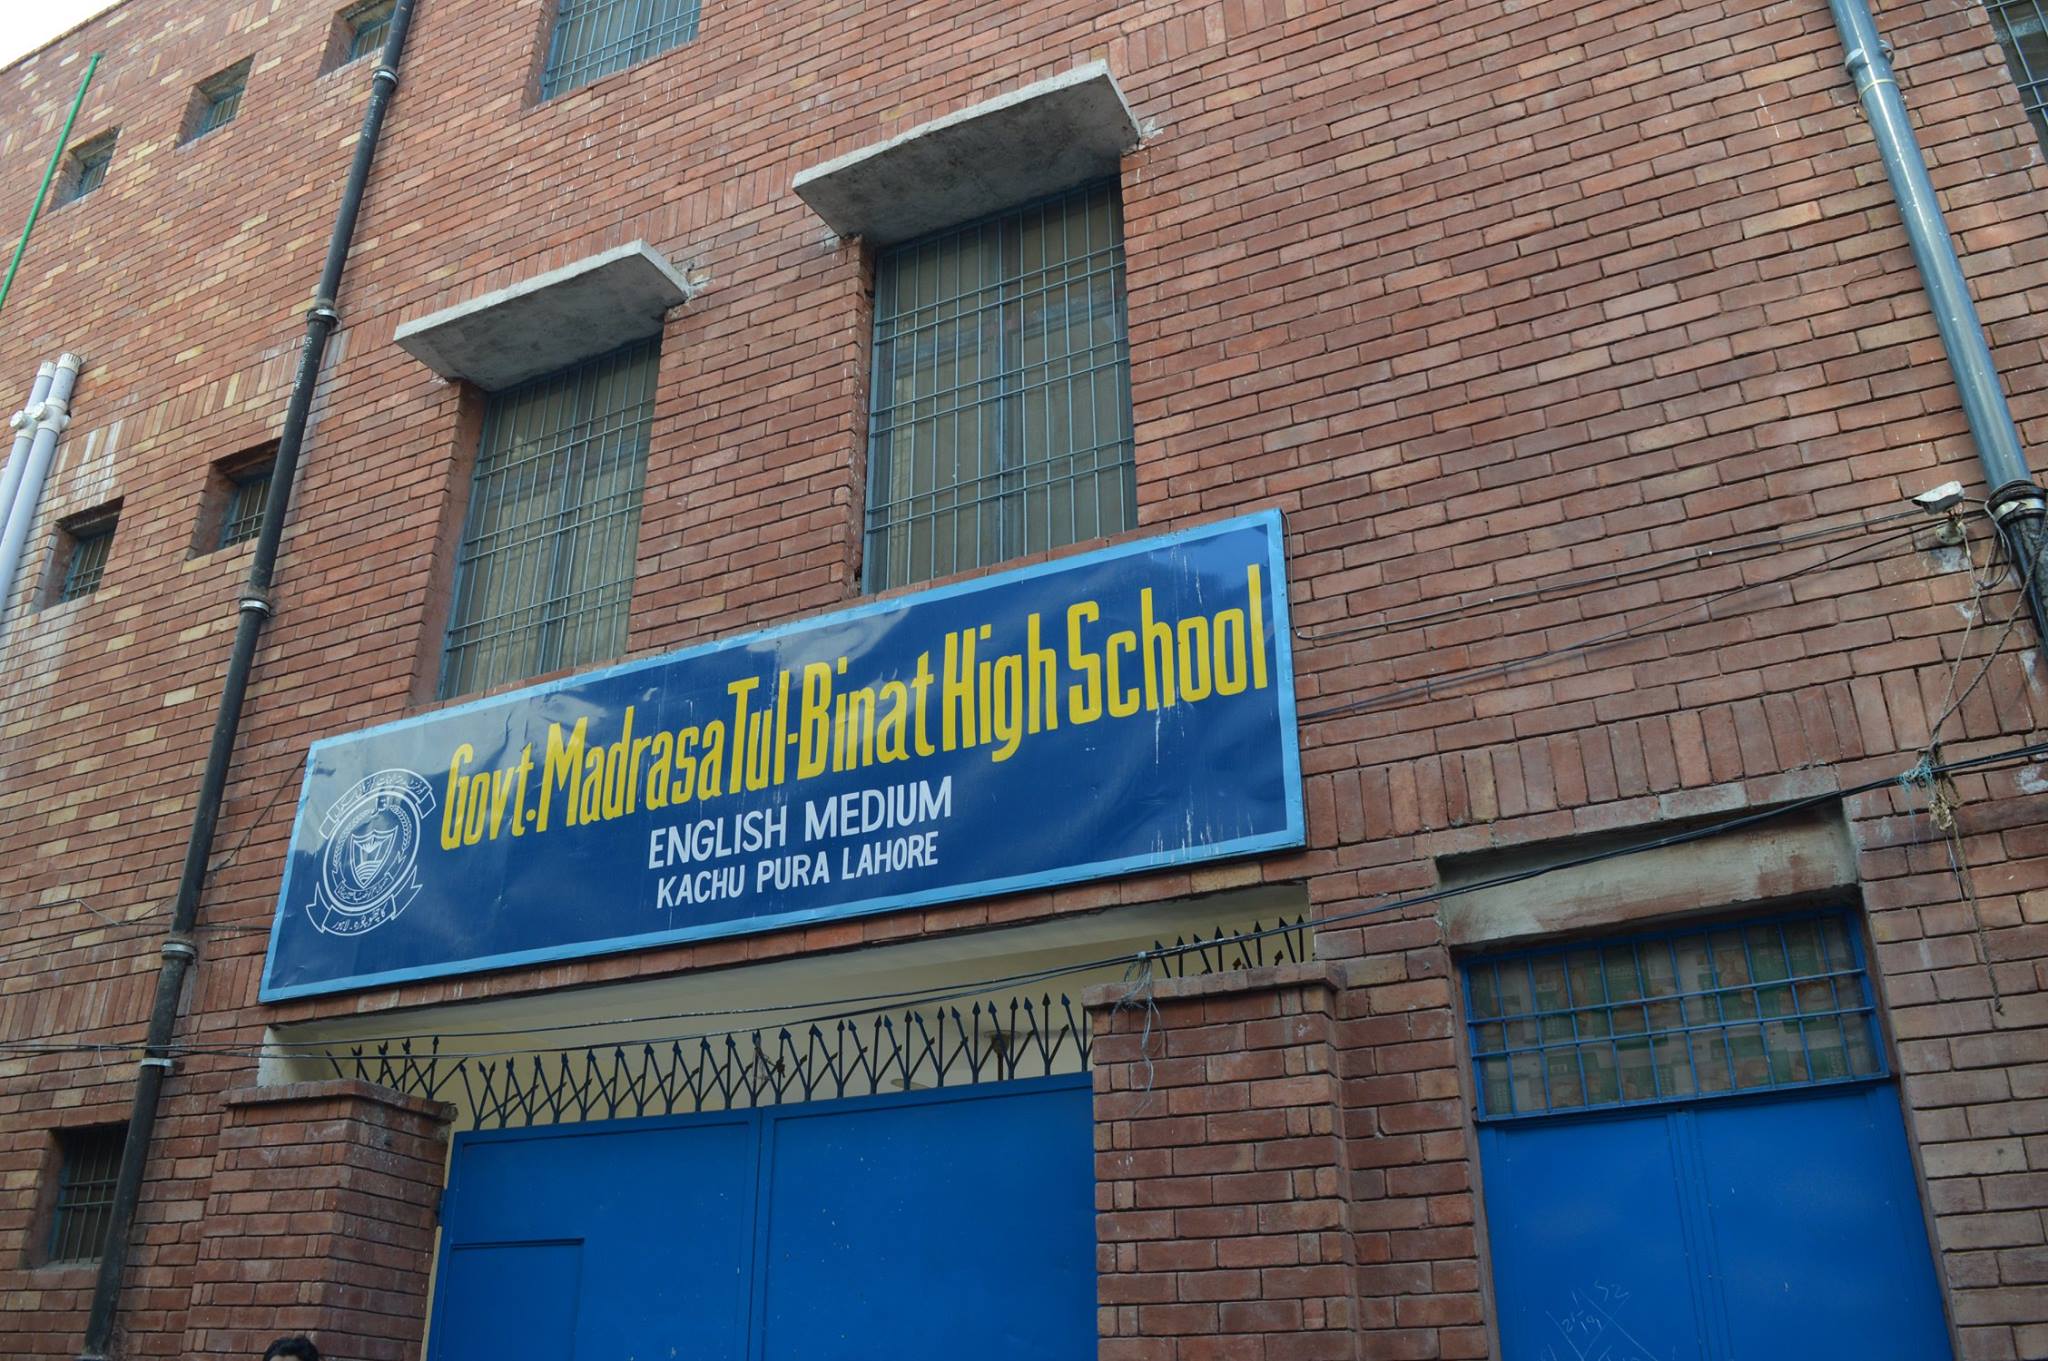 Govt. Madrasa Tul-Binat High School
ENGLISH MEDIUM
KACHU PURA LAHORE